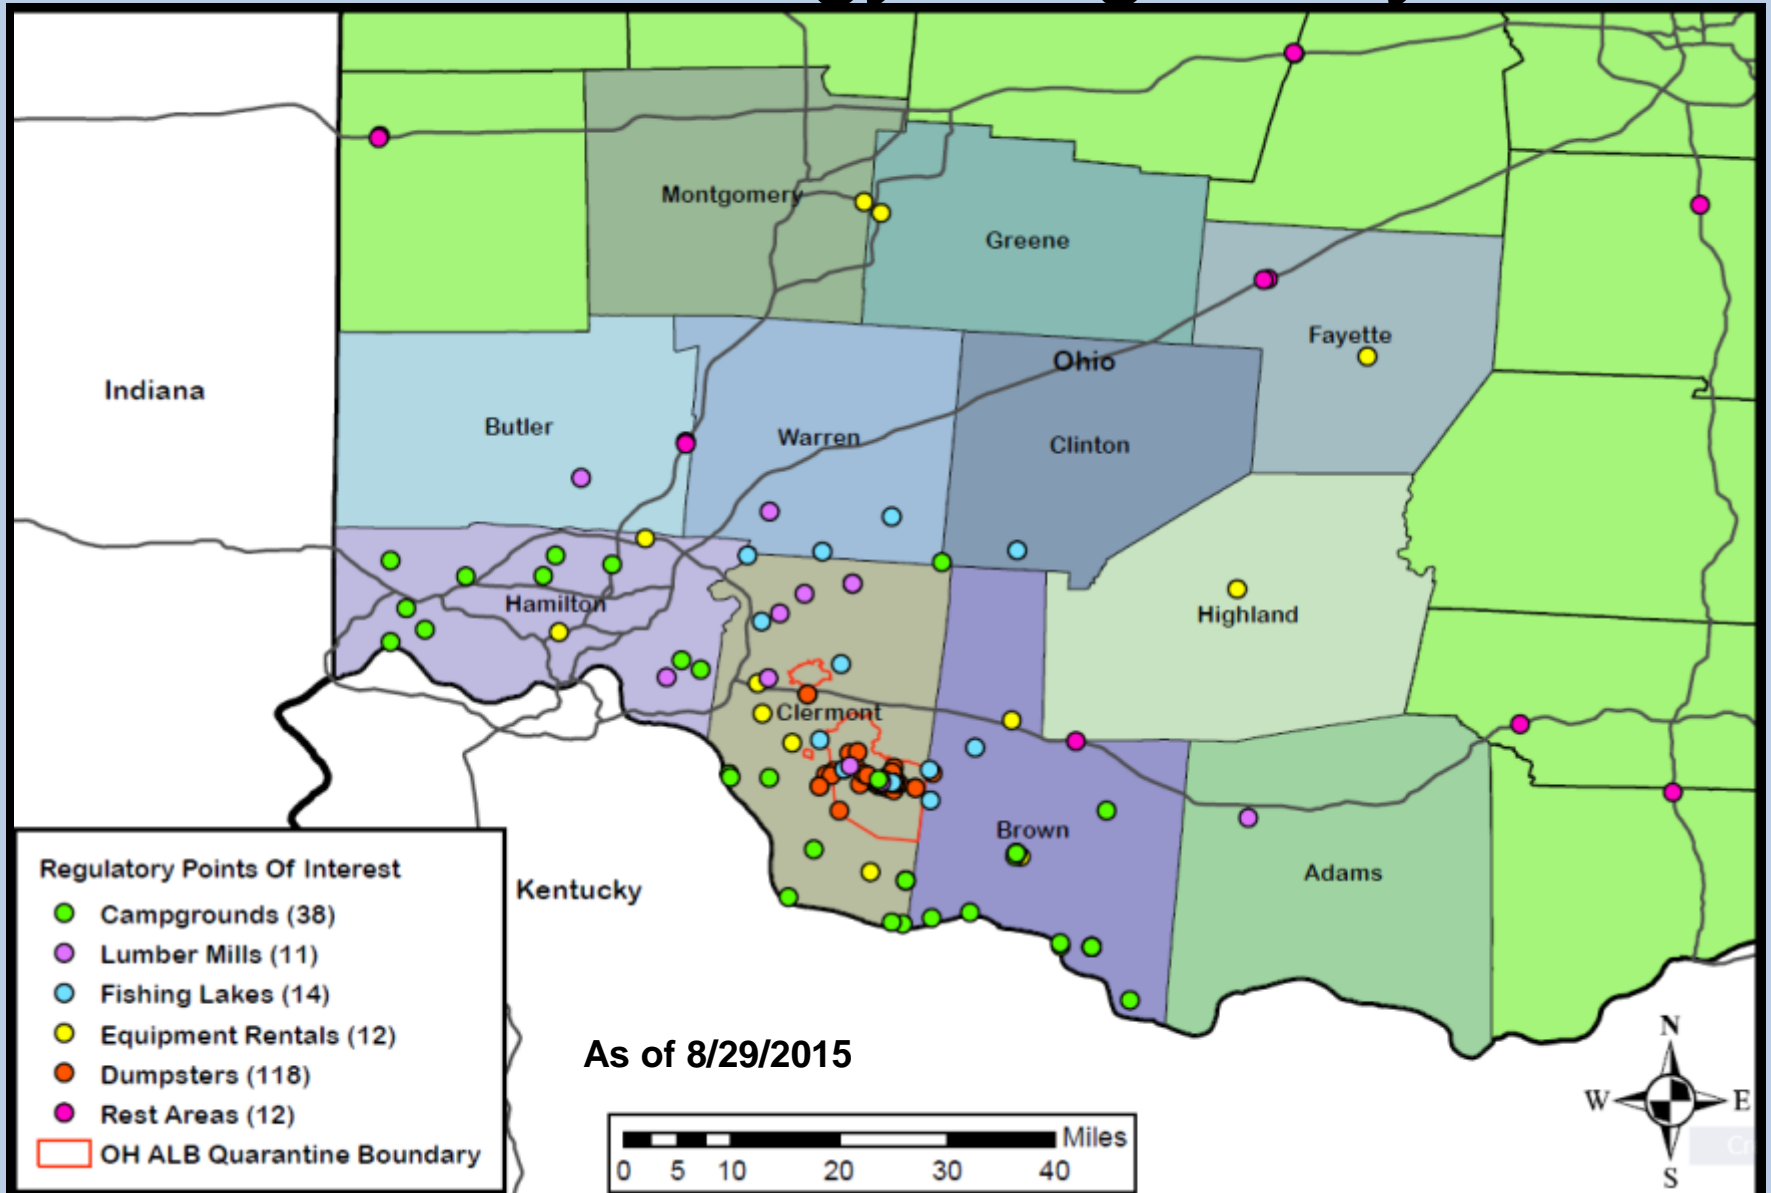 Montgomery
Greene
Fayette
Ohio
Indiana
Butler
Warren
Clinton
Hamilton
Highland
Clermont
Brown
Adams
Kentucky
Regulatory Points Of Interest
Campgrounds (38)
Lumber Mills (11)
Fishing Lakes (14)
Equipment Rentals (12)
Dumpsters (118)
Rest Areas (12)
OH ALB Quarantine Boundary
As of 8/29/2015
Miles
0 5 10 20 30 40
N
W E
S